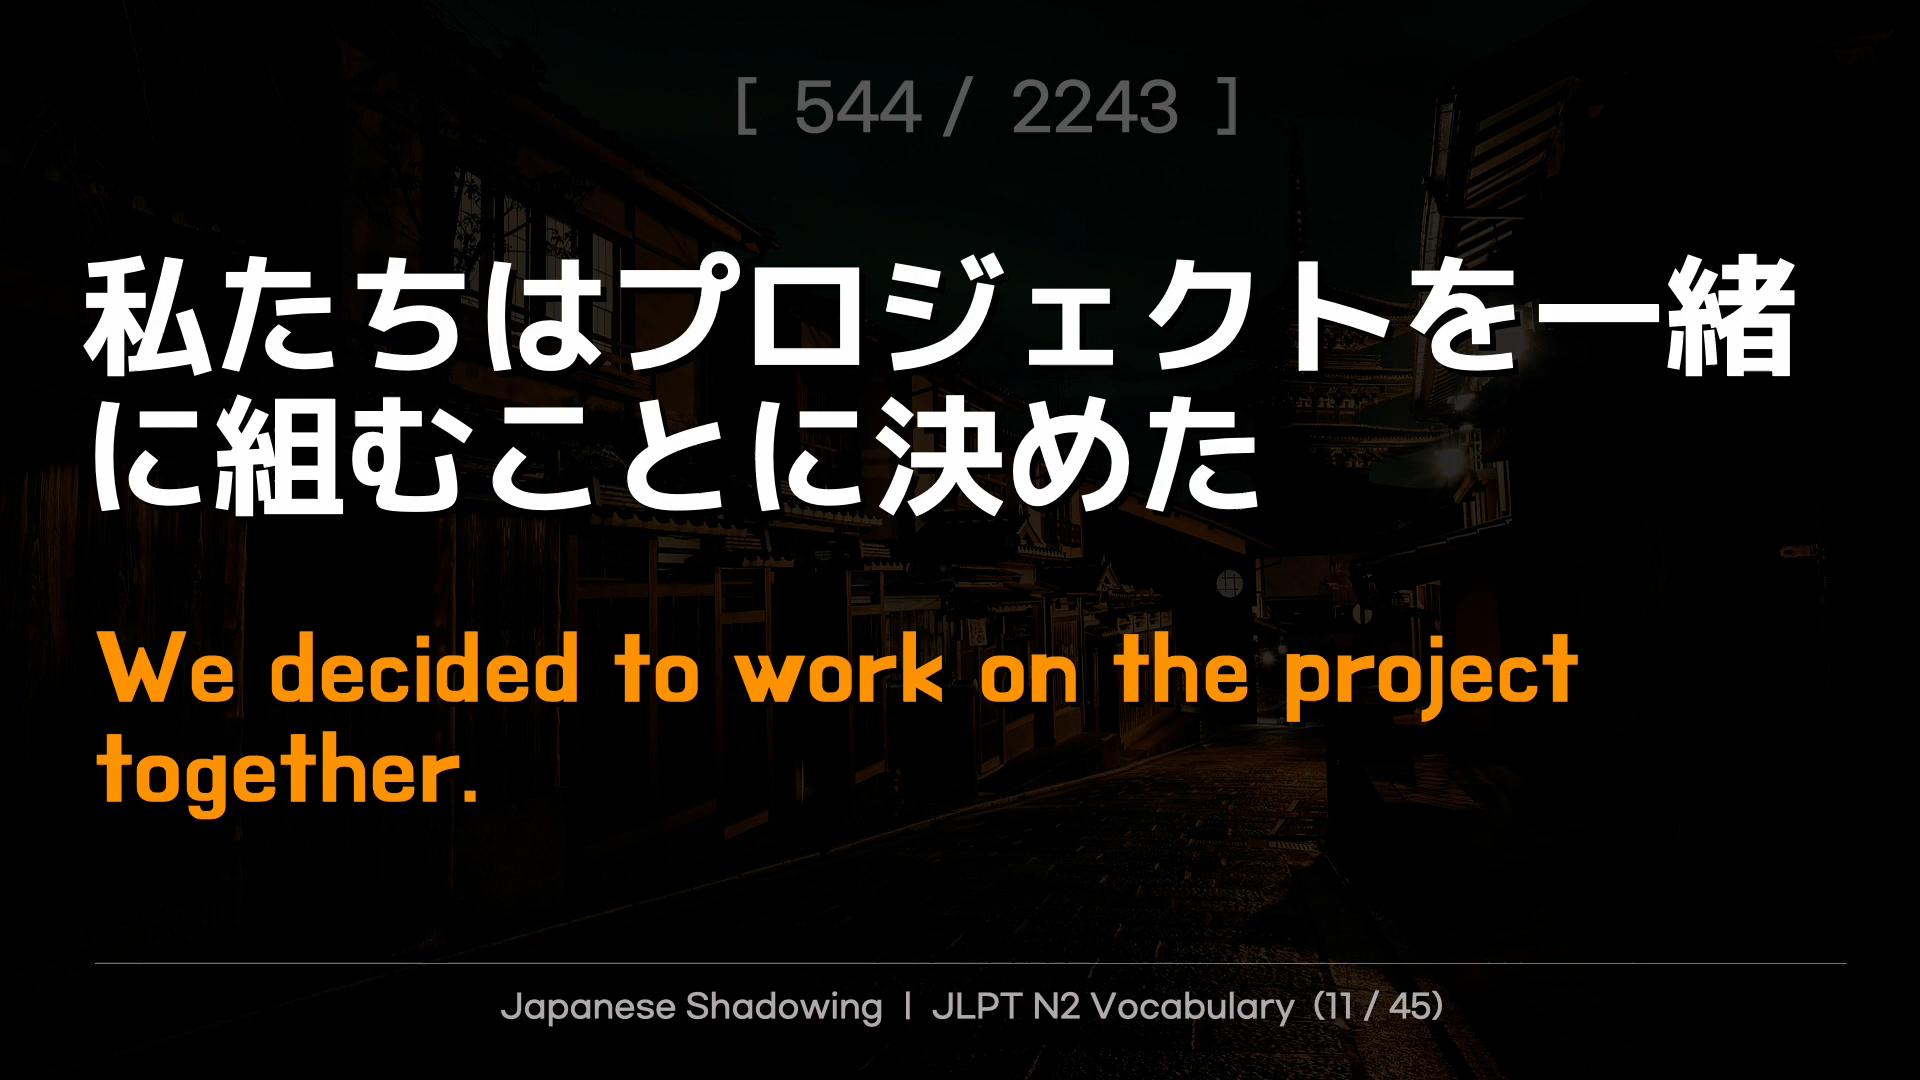 [ 544 / 2243 ]
私たちはプロジェクトを一緒
に組むことに決めた
We decided to work on the project
together.
Japanese Shadowing | JLPT N2 Vocabulary (11 / 45)